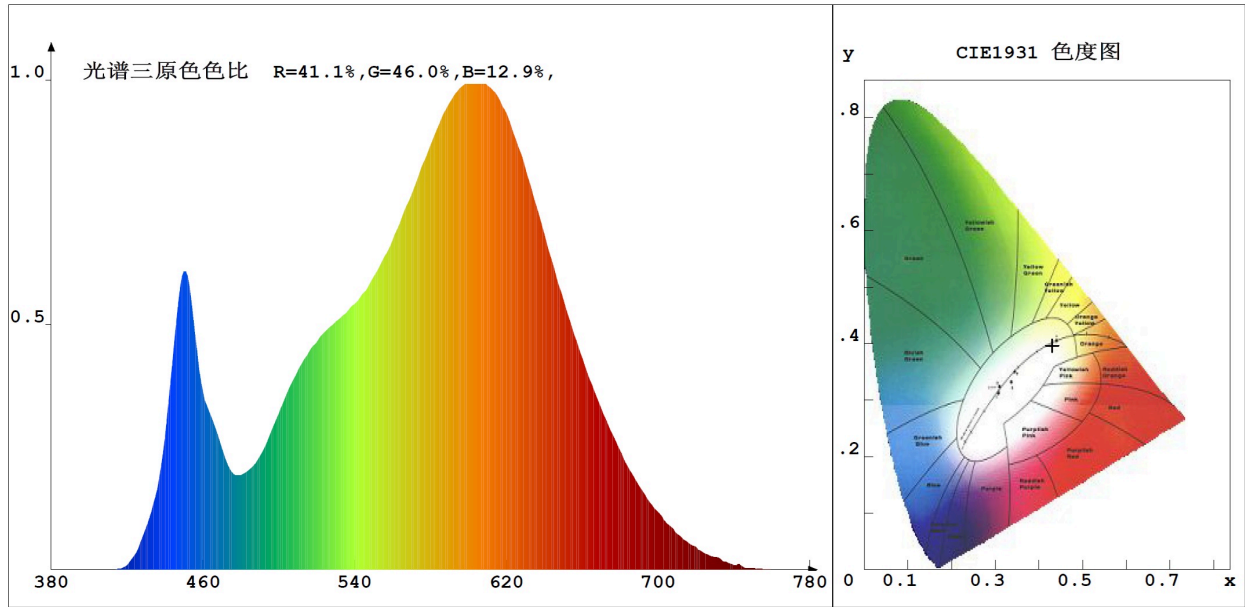 光谱三原色色比 R=41.1%,G=46.0%,B=12.9%,
1.0
0.5
380 460 540 620 700 780
CIE1931 色度图
y
.8
.6
.4
.2
0 0.1 0.3 0.5 0.7 x
Yellowish
Green
Green
Yellow
Green
Greenish
Yellow
Yellow
Orange
Yellow
Orange
Reddish
Orange
Yellowish
Pink
Pink
Red
Purplish
Pink
Purplish
Red
Reddish
Purple
Purple
Blue
Greenish
Blue
Green